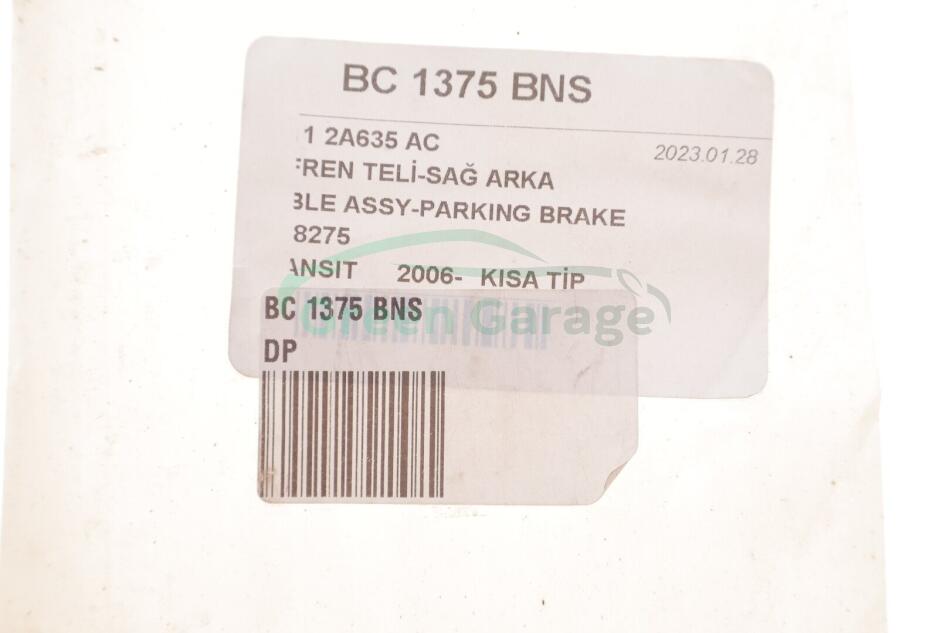 BC 1375 BNS
1 2A635 AC
2023.01.28
FREN TELİ-SAĞ ARKA
BLE ASSY-PARKING BRAKE
8275
ANSIT 2006- KISA TİP
BC 1375 BNS
Green Garage
DP